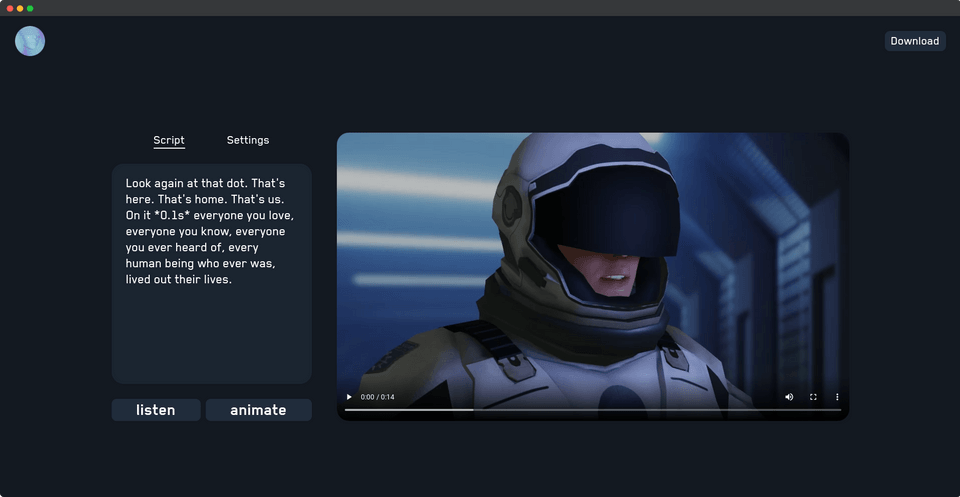 Download
Script
Settings
Look again at that dot. That's
here. That's home. That's us.
On it *0.1s* everyone you love,
everyone you know, everyone
you ever heard of, every
human being who ever was,
lived out their lives.
listen
animate
0:00 / 0:14